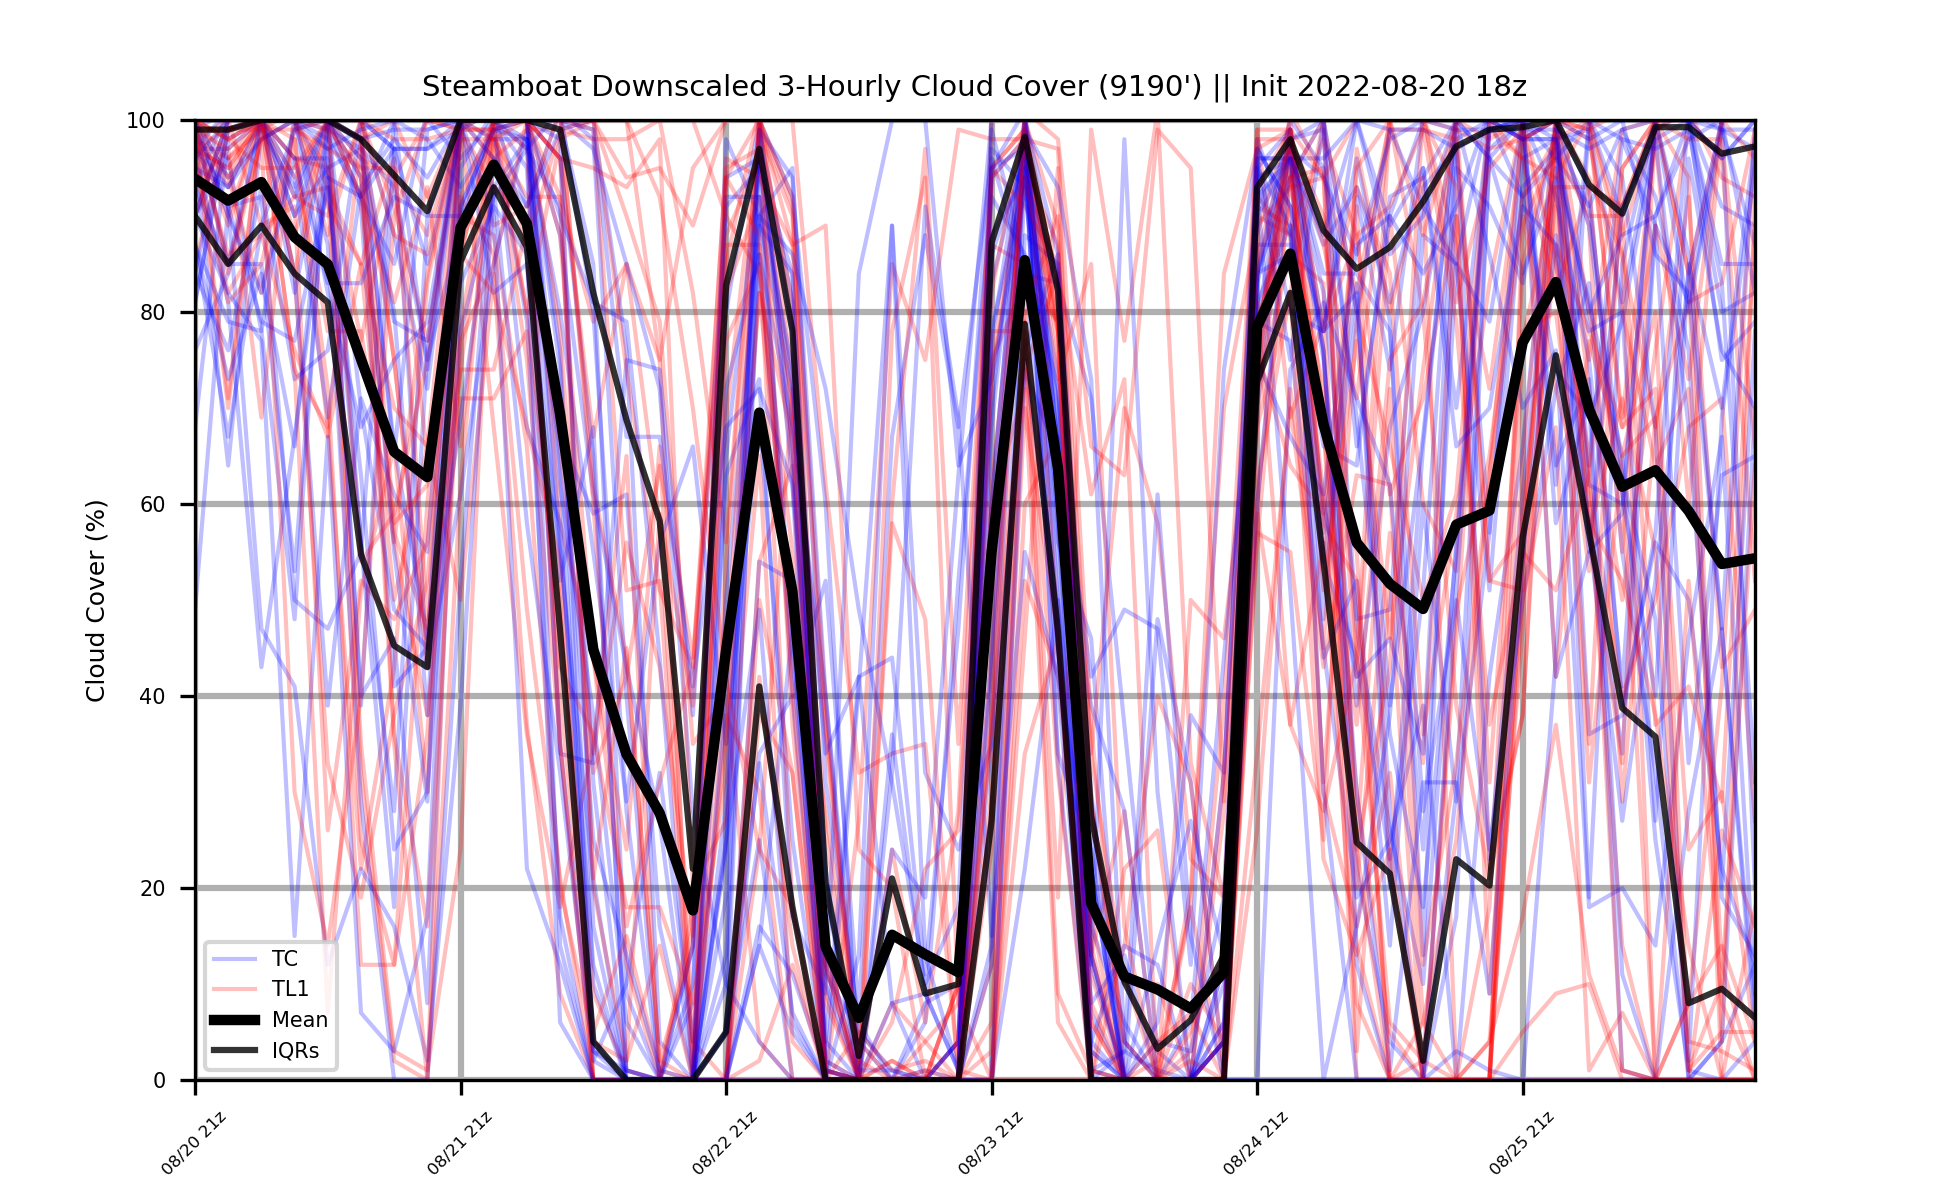 Steamboat Downscaled 3-Hourly Cloud Cover (9190') || Init 2022-08-20 18z
Cloud Cover (%)
100
80
60
40
20
0
TC
TL1
Mean
IQRs
08/20 21z
08/21 21z
08/22 21z
08/23 21z
08/24 21z
08/25 21z